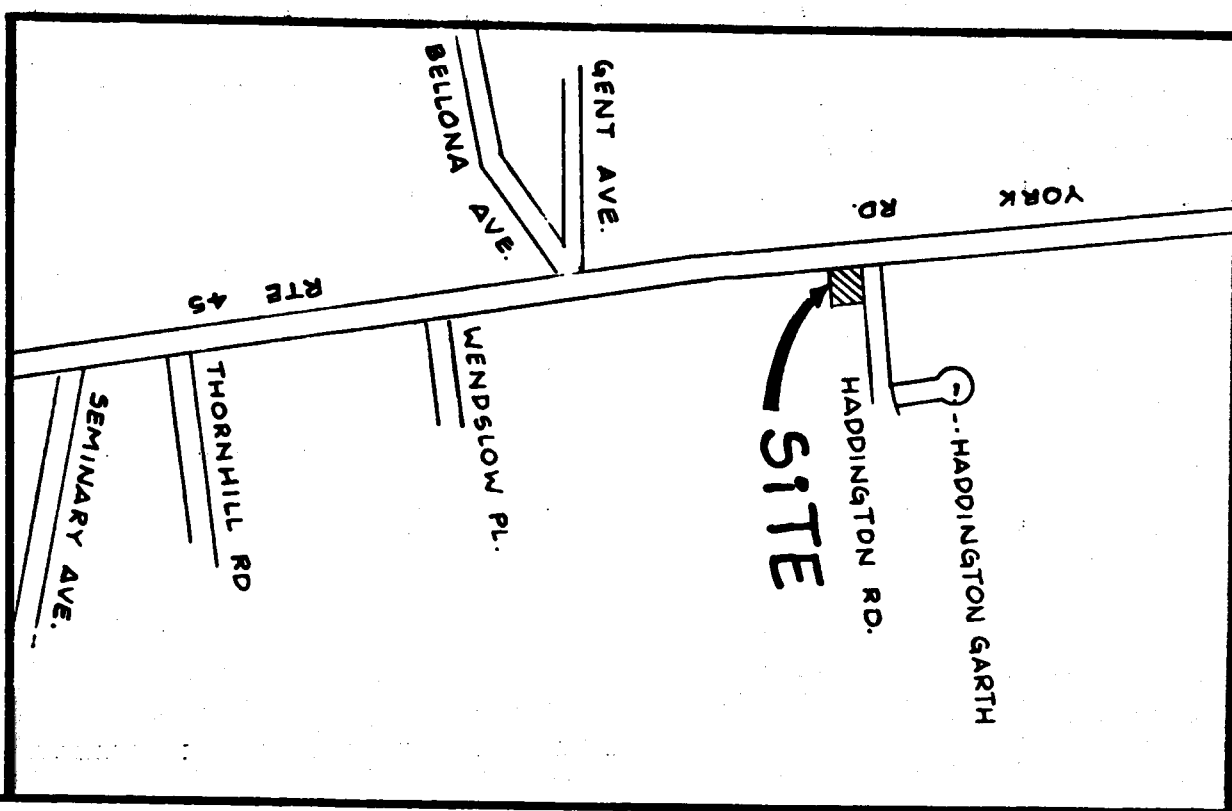 BELLONA AVE.
GENT AVE.
YORK RD.
RTE 45
SEMINARY AVE.
THORNHILL RD
WENDSLOW PL.
SiTE
HADDINGTON RD.
HADDINGTON GARTH